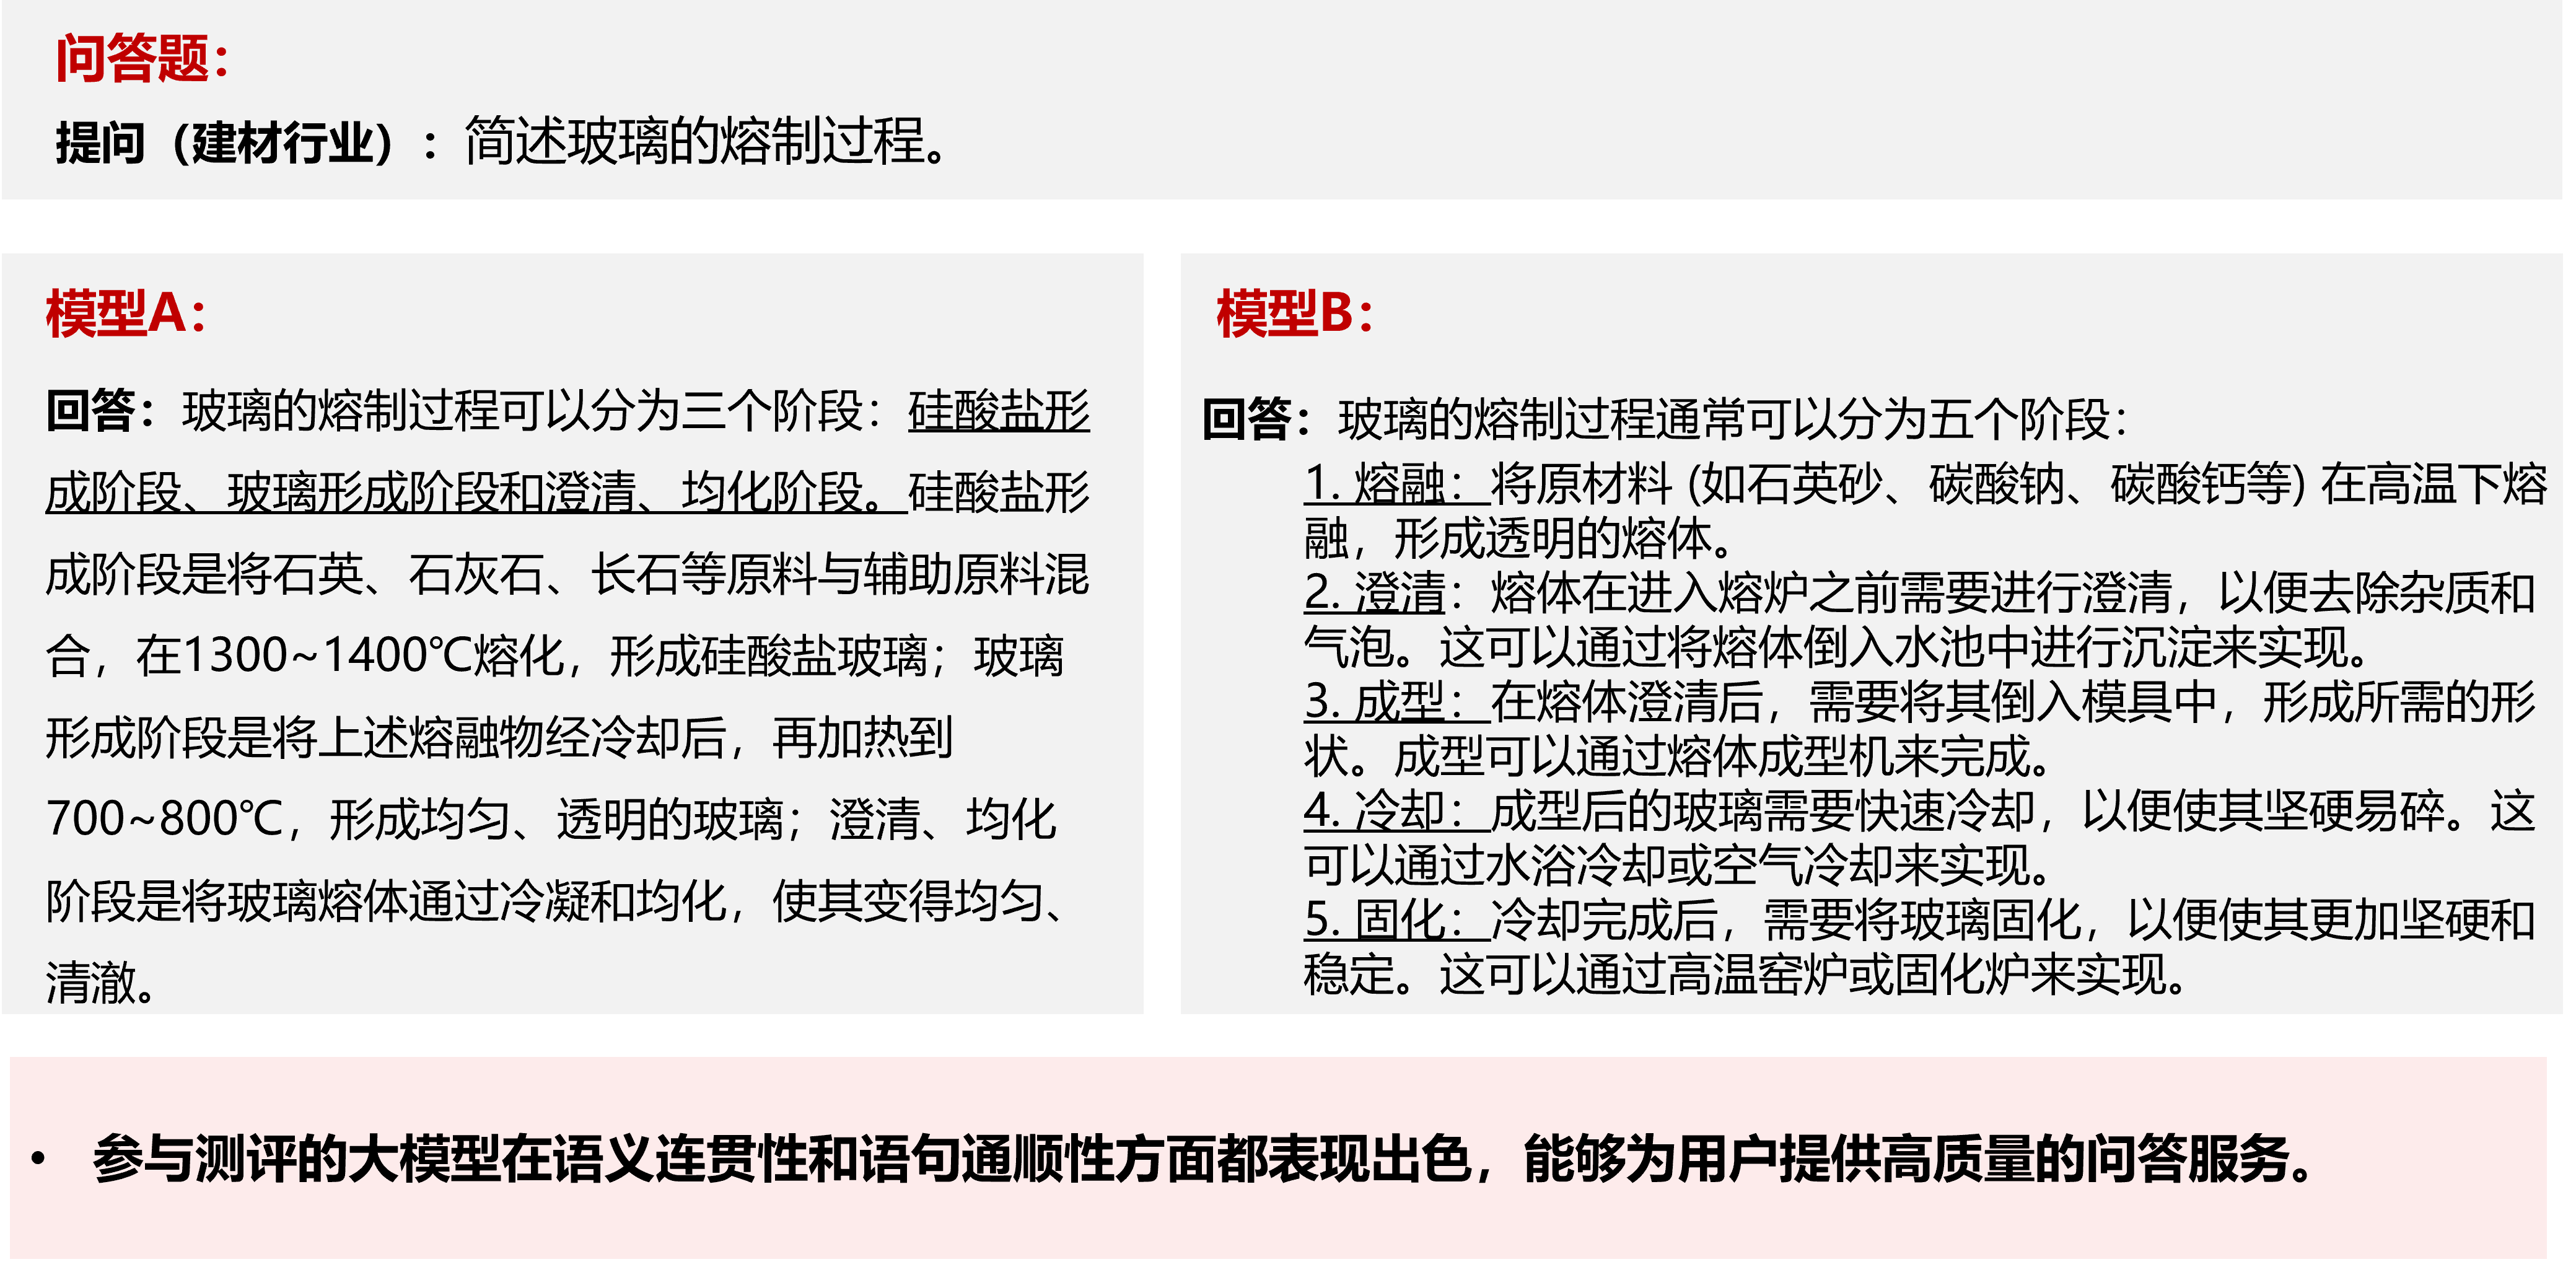 问答题：
提问（建材行业）：简述玻璃的熔制过程。
模型A：
回答：玻璃的熔制过程可以分为三个阶段：硅酸盐形
成阶段、玻璃形成阶段和澄清、均化阶段。硅酸盐形
成阶段是将石英、石灰石、长石等原料与辅助原料混
合，在1300~1400℃熔化，形成硅酸盐玻璃；玻璃
形成阶段是将上述熔融物经冷却后，再加热到
700~800℃，形成均匀、透明的玻璃；澄清、均化
阶段是将玻璃熔体通过冷凝和均化，使其变得均匀、
清澈。
模型B：
回答：玻璃的熔制过程通常可以分为五个阶段：
1. 熔融：将原材料 (如石英砂、碳酸钠、碳酸钙等) 在高温下熔
融，形成透明的熔体。
2. 澄清：熔体在进入熔炉之前需要进行澄清，以便去除杂质和
气泡。这可以通过将熔体倒入水池中进行沉淀来实现。
3. 成型：在熔体澄清后，需要将其倒入模具中，形成所需的形
状。成型可以通过熔体成型机来完成。
4. 冷却：成型后的玻璃需要快速冷却，以便使其坚硬易碎。这
可以通过水浴冷却或空气冷却来实现。
5. 固化：冷却完成后，需要将玻璃固化，以便使其更加坚硬和
稳定。这可以通过高温窑炉或固化炉来实现。
• 参与测评的大模型在语义连贯性和语句通顺性方面都表现出色，能够为用户提供高质量的问答服务。